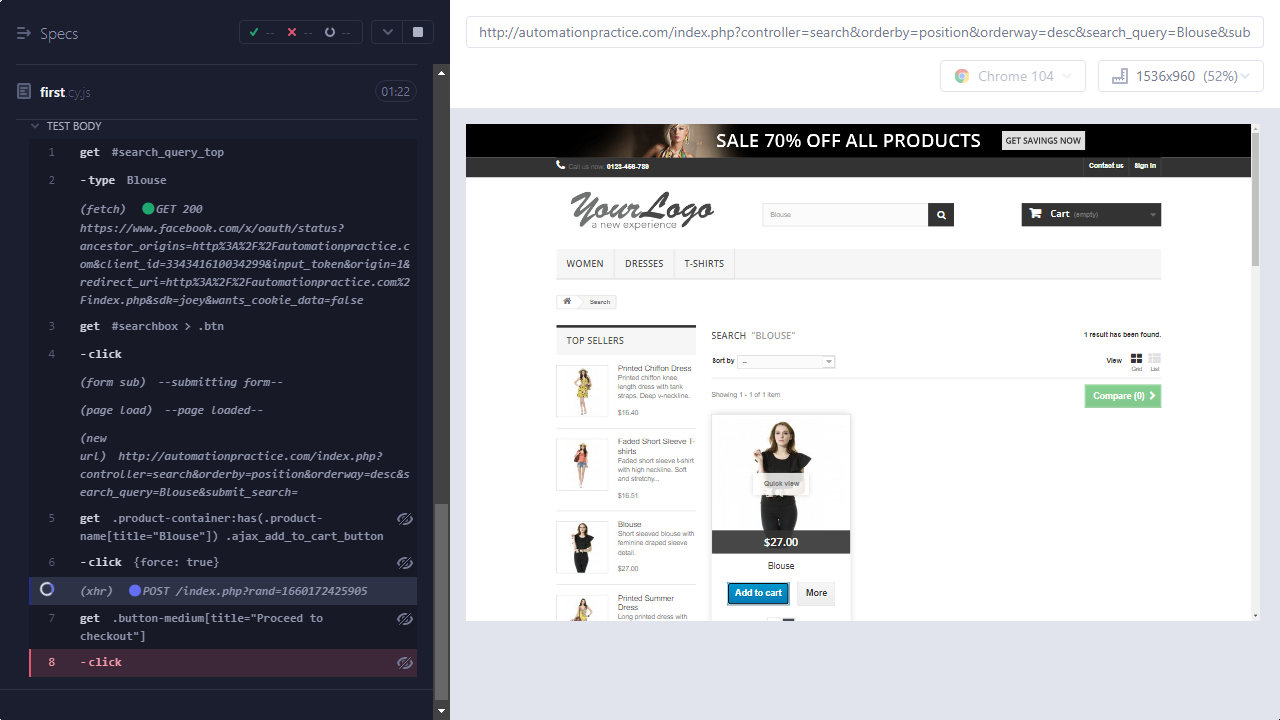 Specs
--
--
--
first.cy.js
01:22
TEST BODY
1 get #search_query_top
2 -type Blouse
(fetch) GET 200
https://www.facebook.com/x/oauth/status?
ancestor_origins=http%3A%2F%2Fautomationpractice.c
om&client_id=334341610034299&input_token&origin=1&
redirect_uri=http%3A%2F%2Fautomationpractice.com%2
Findex.php&sdk=joey&wants_cookie_data=false
3 get #searchbox > .btn
4 -click
(form sub) --submitting form--
(page load) --page loaded--
(new
l) http://automationpractice.com/index.php?
controller=search&orderby=position&orderway=desc&s
earch_query=Blouse&submit_search=
5 get .product-container:has(.product-
name[title="Blouse"]) .ajax_add_to_cart_button
6 -click {force: true}
(xhr) POST /index.php?rand=1660172425905
7 get .button-medium[title="Proceed to
checkout"]
8 -click
http://automationpractice.com/index.php?controller=search&orderby=position&orderway=desc&search_query=Blouse&sub
Chrome 104
1536x960 (52%)
SALE 70% OFF ALL PRODUCTS GET SAVINGS NOW
Call us now: 0123-456-789
Contact us
Sign in
YourLogo
a new experience
Blouse
Cart (empty)
WOMEN DRESSES T-SHIRTS
Search
TOP SELLERS
Printed Chiffon Dress
Printed chiffon knee
length dress with tank
straps. Deep v-neckline.
$16.40
Faded Short Sleeve T-
shirts
Faded short sleeve t-shirt
with high neckline. Soft
and stretchy...
$16.51
Blouse
Short sleeved blouse with
feminine draped sleeve
detail.
$27.00
Printed Summer
Dress
Long printed dress with
SEARCH "BLOUSE"
1 result has been found.
Sort by --
View
Grid
List
Showing 1 - 1 of 1 item
Compare (0)
Quick view
$27.00
Blouse
Add to cart
More